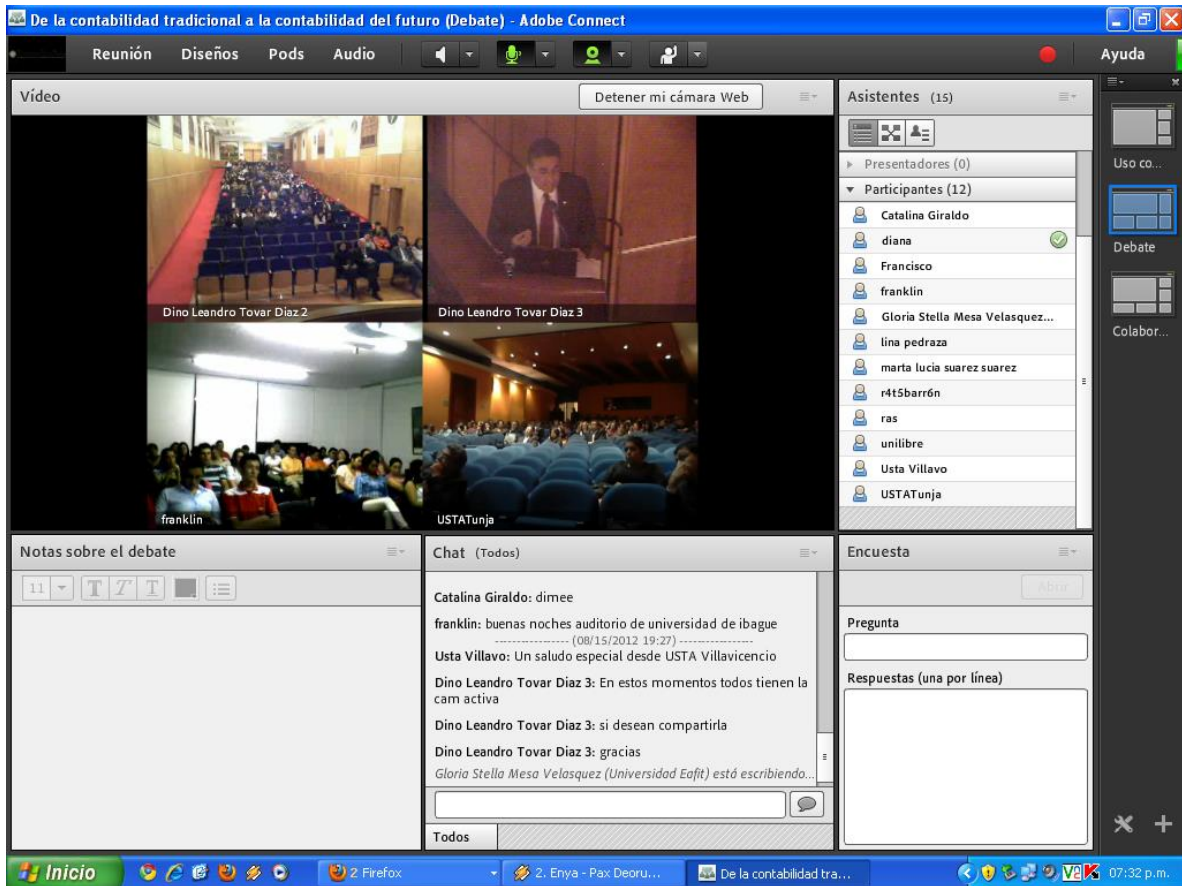 De la contabilidad tradicional a la contabilidad del futuro (Debate) - Adobe Connect
Reunión Diseños Pods Audio Ayuda
Vídeo
Detener mi cámara Web
Dino Leandro Tovar Diaz 2
Dino Leandro Tovar Diaz 3
franklin
USTATunja
Asistentes (15)
Presentadores (0)
Participantes (12)
Catalina Giraldo
diana
Francisco
franklin
Gloria Stella Mesa Velasquez...
lina pedraza
marta lucia suarez suarez
r4t5barr6n
ras
unilibre
Usta Villavo
USTATunja
Uso co...
Debate
Colabor...
Notas sobre el debate
11 T T T
Chat (Todos)
Catalina Giraldo: dimee
franklin: buenas noches auditorio de universidad de ibague
----------------- (08/15/2012 19:27) -----------------
Usta Villavo: Un saludo especial desde USTA Villavicencio
Dino Leandro Tovar Diaz 3: En estos momentos todos tienen la
cam activa
Dino Leandro Tovar Diaz 3: si desean compartirla
Dino Leandro Tovar Diaz 3: gracias
Gloria Stella Mesa Velasquez (Universidad Eafit) está escribiendo...
Todos
Encuesta
Abrir
Pregunta
Respuestas (una por línea)
Inicio
2 Firefox
2. Enya - Pax Deoru...
De la contabilidad tra...
07:32 p.m.